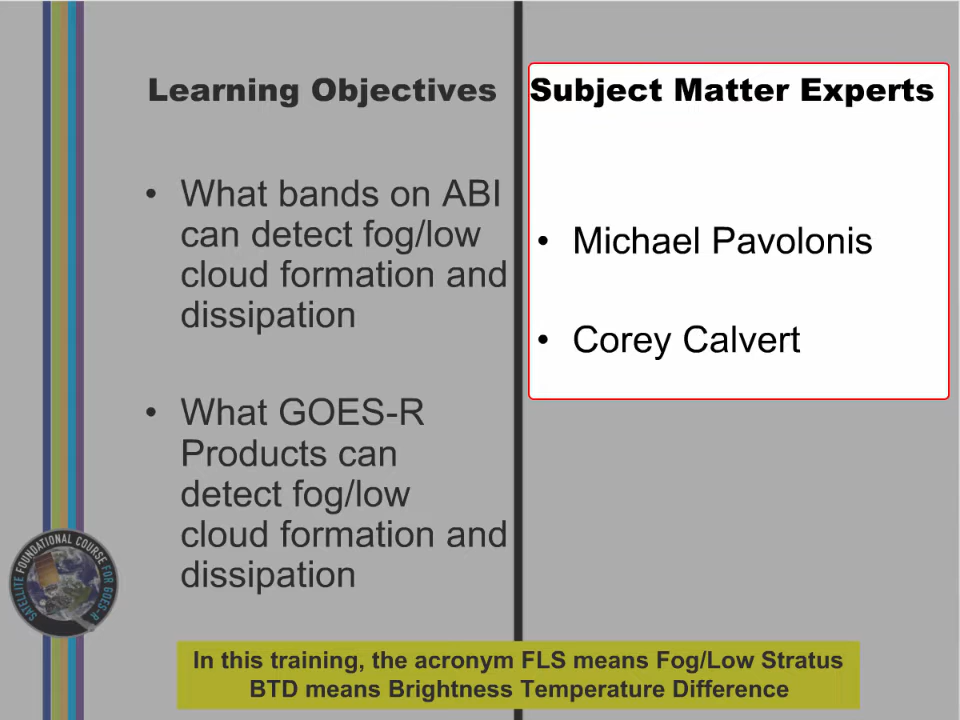 Learning Objectives
• What bands on ABI
can detect fog/low
cloud formation and
dissipation
• What GOES-R
Products can
detect fog/low
cloud formation and
dissipation
Subject Matter Experts
• Michael Pavolonis
• Corey Calvert
SATELLITE FOUNDATIONAL COURSE FOR GOES-R
In this training, the acronym FLS means Fog/Low Stratus
BTD means Brightness Temperature Difference